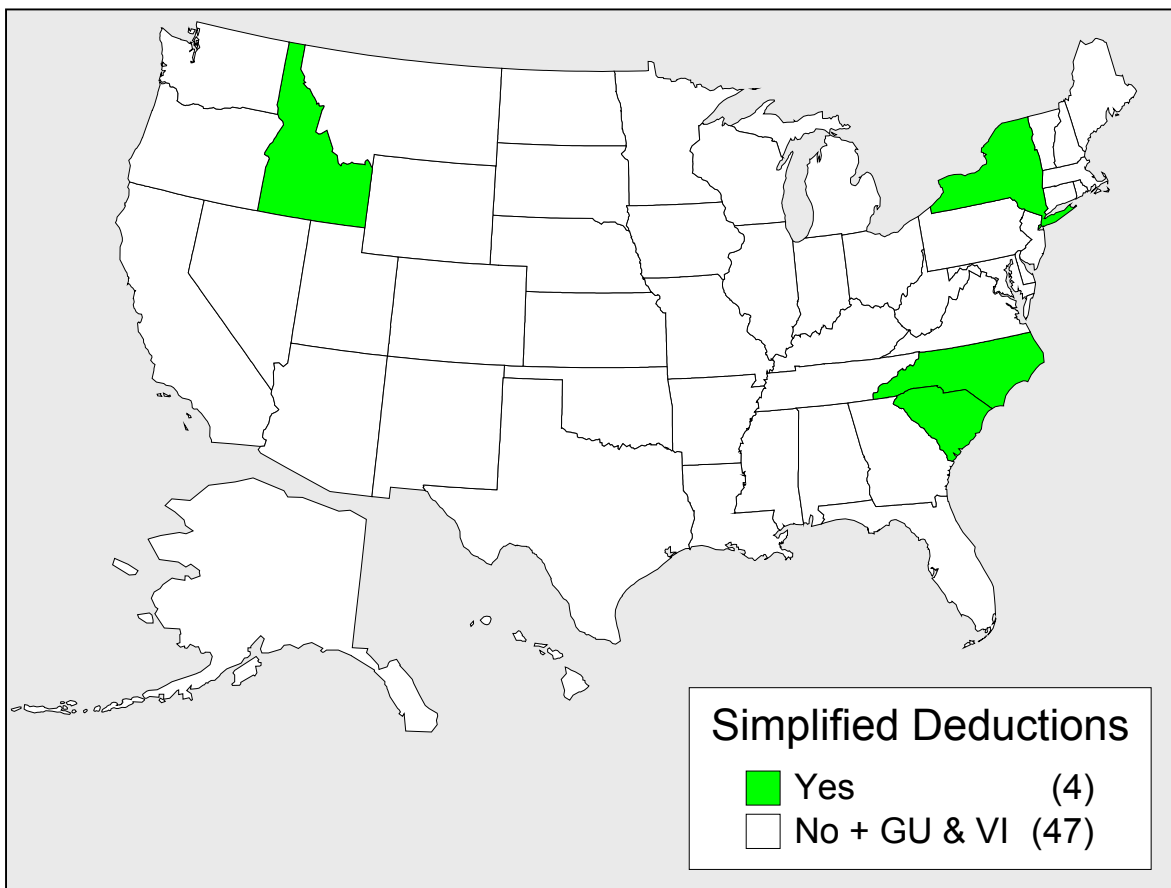 Simplified Deductions
Yes (4)
No + GU & VI (47)